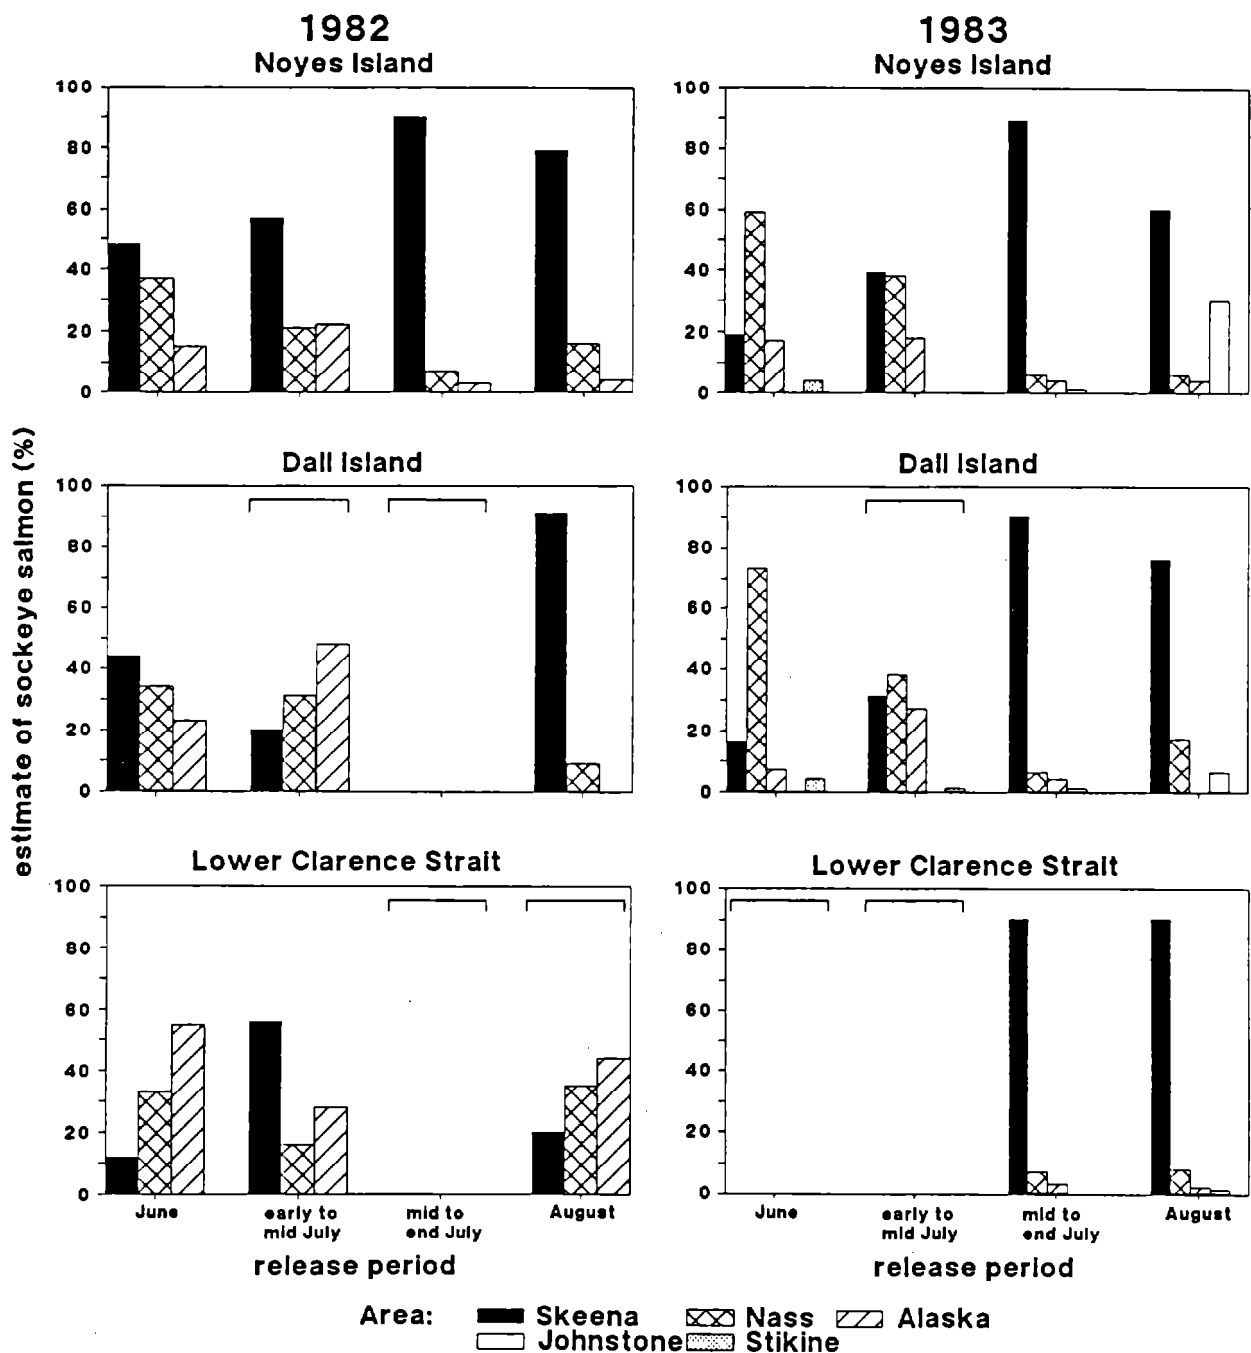 1982
1983
Noyes Island
Noyes Island
100
80
60
40
20
0
100
80
60
40
20
0
Dall Island
Dall Island
100
80
60
40
20
0
100
80
60
40
20
0
estimate of sockeye salmon (%)
Lower Clarence Strait
Lower Clarence Strait
100
80
60
40
20
0
100
80
60
40
20
0
June
early to
mid July
mid to
end July
August
June
early to
mid July
mid to
end July
August
release period
release period
Area: Skeena Nass Alaska
Johnstone Stikine